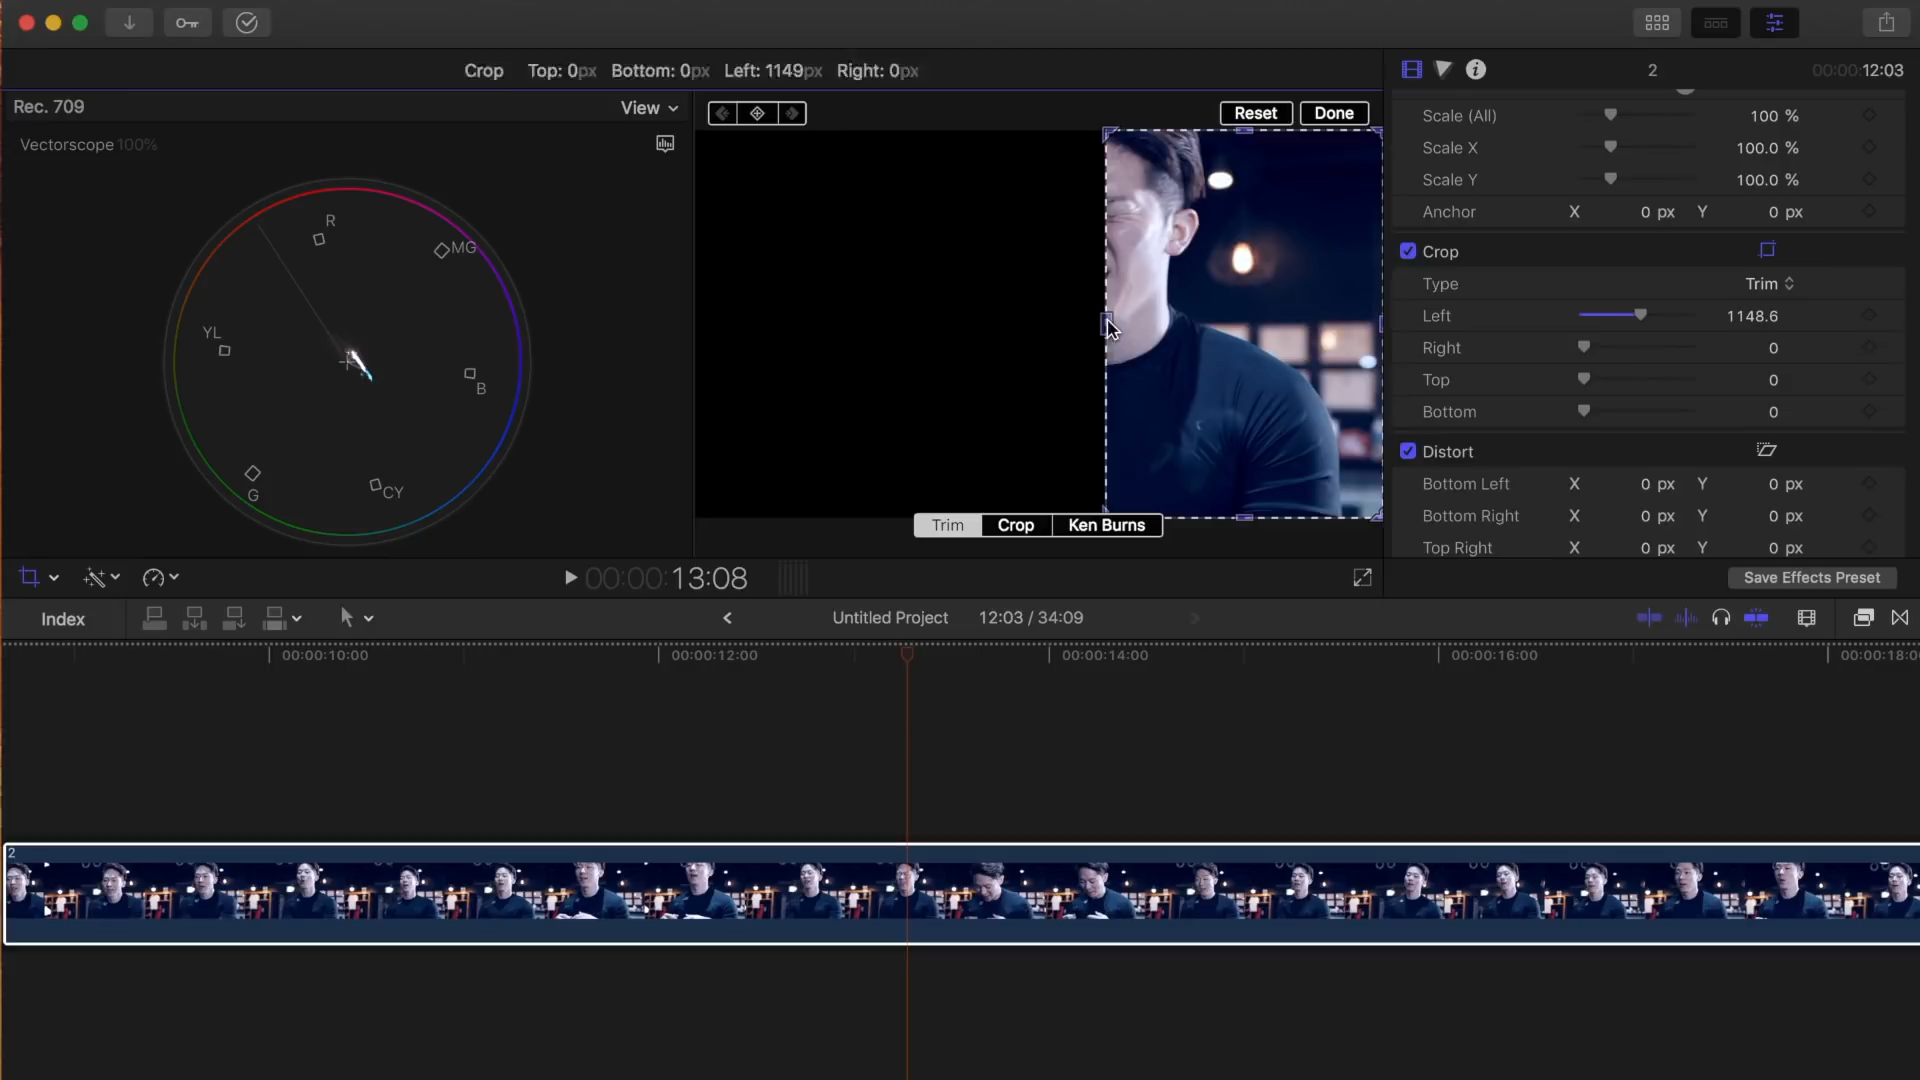 Crop Top: 0px Bottom: 0px Left: 1149px Right: 0px
2 00:00:12:03
Rec. 709 View
Vectorscope 100%
R
MG
YL
B
G
CY
Reset Done
Trim Crop Ken Burns
Scale (All) 100 %
Scale X 100.0 %
Scale Y 100.0 %
Anchor X 0 px Y 0 px
Crop
Type Trim
Left 1148.6
Right 0
Top 0
Bottom 0
Distort
Bottom Left X 0 px Y 0 px
Bottom Right X 0 px Y 0 px
Top Right X 0 px Y 0 px
00:00:13:08
Save Effects Preset
Index
Untitled Project 12:03 / 34:09
00:00:10:00 00:00:12:00 00:00:14:00 00:00:16:00 00:00:18:0
2